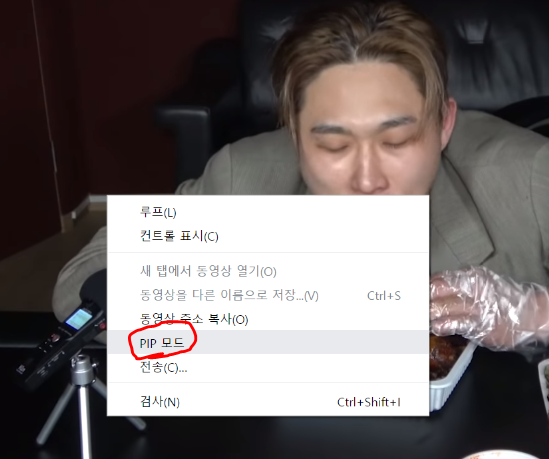 루프(L)
컨트롤 표시(C)
새 탭에서 동영상 열기(O)
동영상을 다른 이름으로 저장...(V) Ctrl+S
동영상 주소 복사(O)
PIP 모드
전송(C)...
검사(N) Ctrl+Shift+I